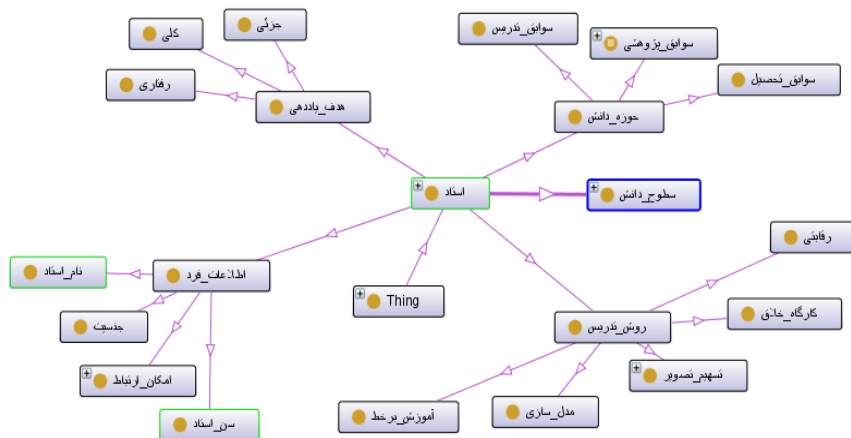 جزئی
کلی
رفتاری
هدف_یاددهی
سوابق_تدریس
سوابق_پژوهشی
سوابق_تحصیل
حوزه_دانش
استاد
سطوح_دانش
رقابتی
نام_استاد
اطلاعات_فرد
Thing
کارگاه_خلاق
جنسیت
روش_تدریس
امکان_ارتباط
تسهیم_تصویر
سن_استاد
آموزش_برخط
مدل_سازی